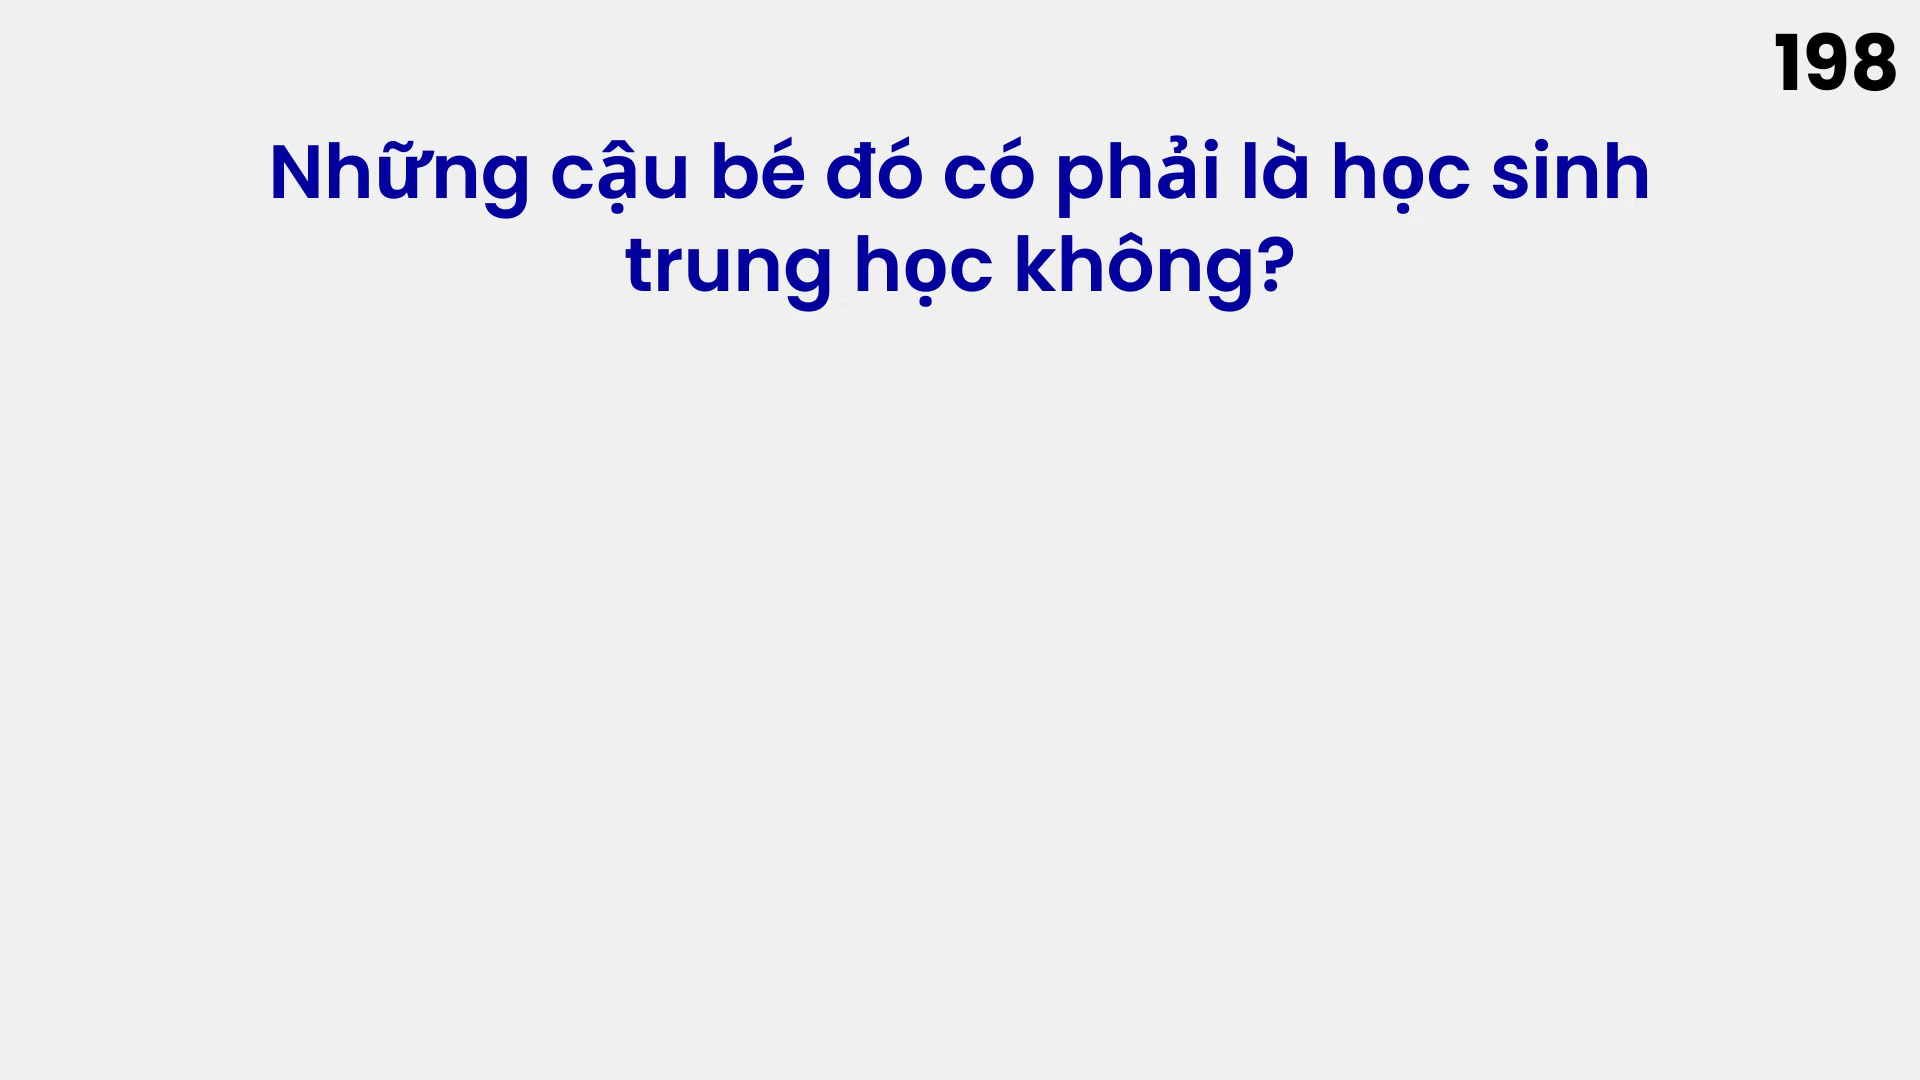 198
Những cậu bé đó có phải là học sinh
trung học không?